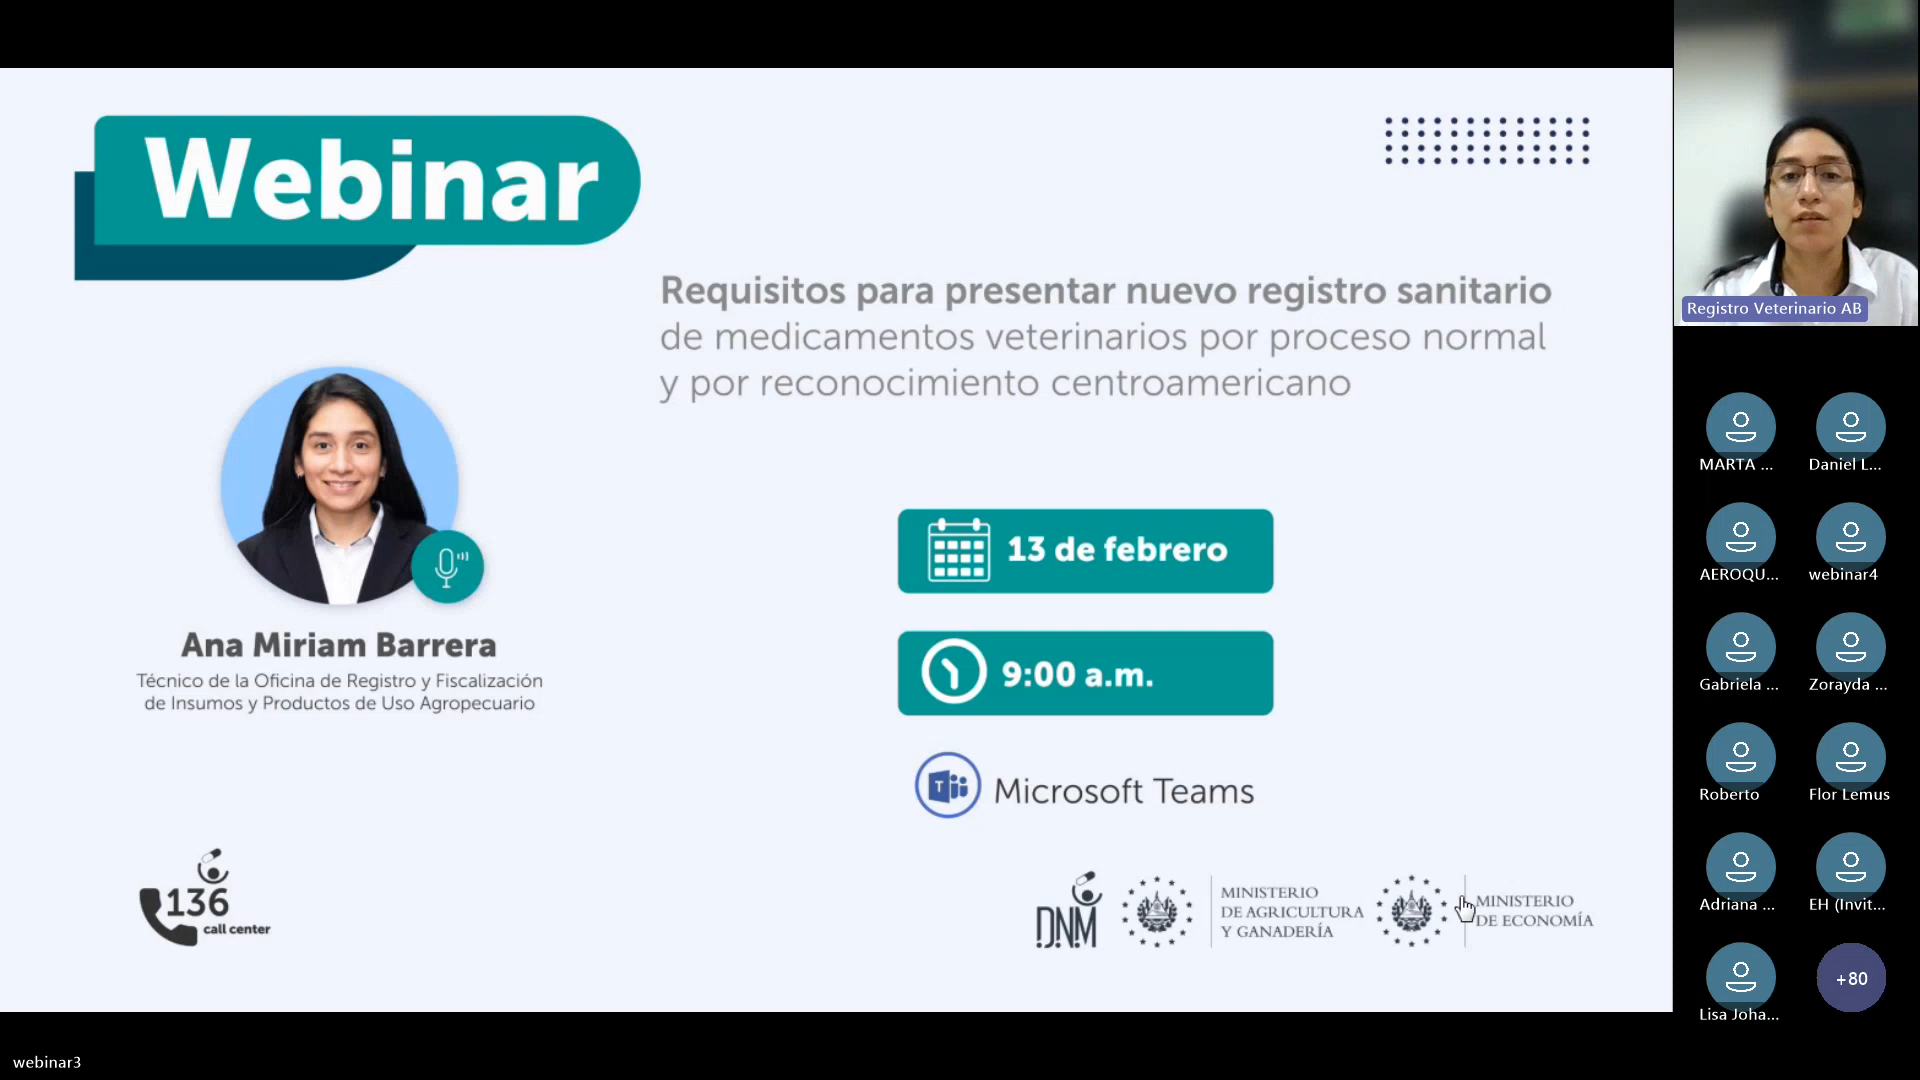 Webinar
Requisitos para presentar nuevo registro sanitario
de medicamentos veterinarios por proceso normal
y por reconocimiento centroamericano
13 de febrero
9:00 a.m.
Microsoft Teams
Ana Miriam Barrera
Técnico de la Oficina de Registro y Fiscalización
de Insumos y Productos de Uso Agropecuario
136
call center
DNM
MINISTERIO
DE AGRICULTURA
Y GANADERÍA
MINISTERIO
DE ECONOMÍA
Registro Veterinario AB
MARTA ...
Daniel L...
AEROQU...
webinar4
Gabriela ...
Zorayda ...
Roberto
Flor Lemus
Adriana ...
EH (Invit...
Lisa Joha...
+80
webinar3